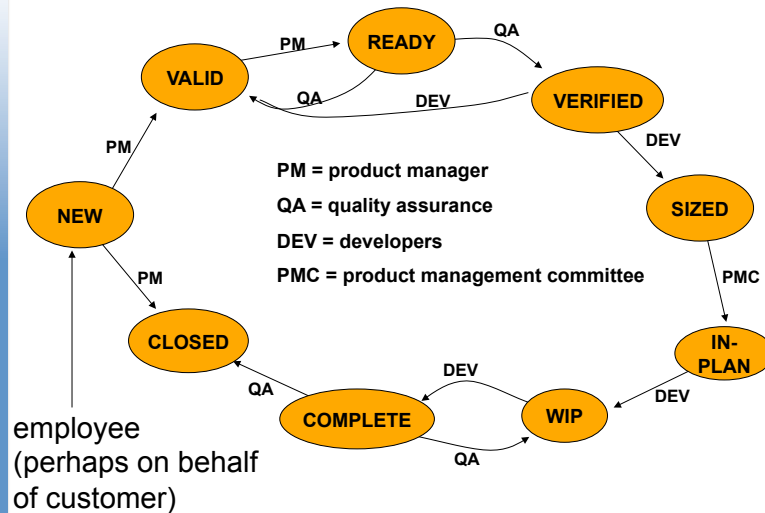 PM
READY
QA
VALID
QA
DEV
VERIFIED
PM
DEV
PM = product manager
QA = quality assurance
NEW
SIZED
DEV = developers
PM
PMC = product management committee
PMC
CLOSED
IN-
PLAN
DEV
QA
COMPLETE
WIP
DEV
QA
employee
(perhaps on behalf
of customer)